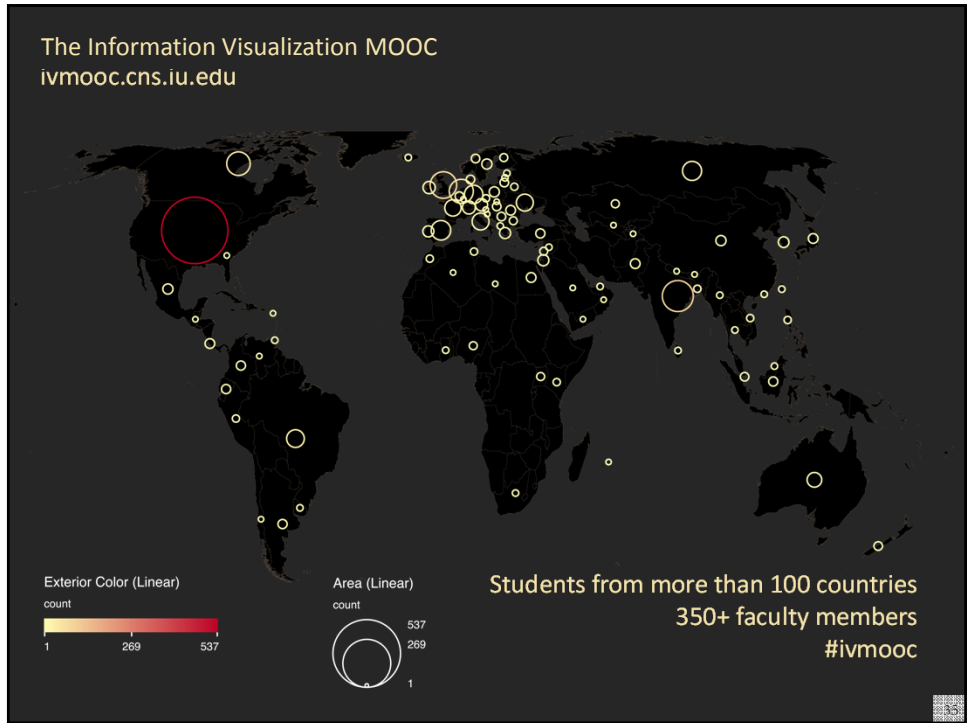 The Information Visualization MOOC
ivmooc.cns.iu.edu
Exterior Color (Linear)
count
1 269 537
Area (Linear)
count
537
269
1
Students from more than 100 countries
350+ faculty members
#ivmooc